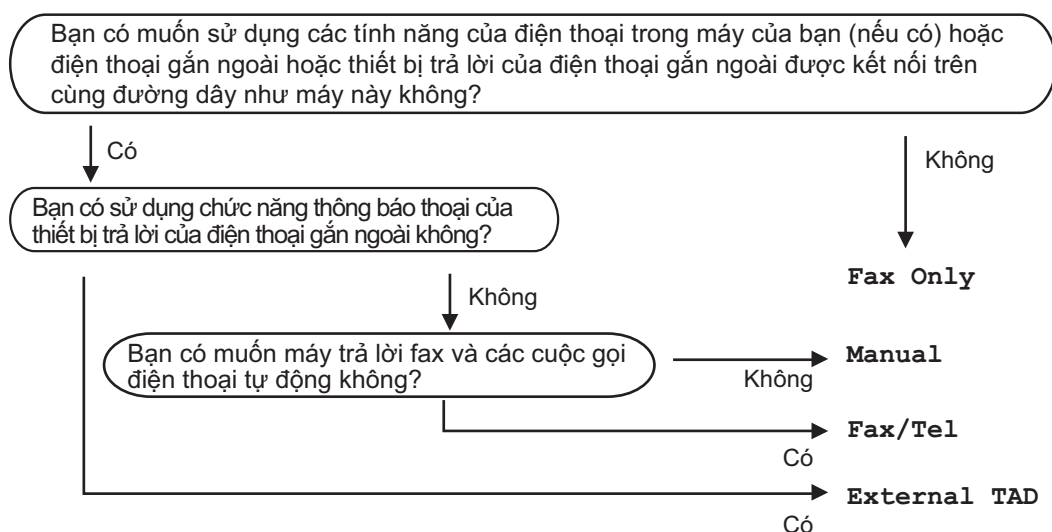 Bạn có muốn sử dụng các tính năng của điện thoại trong máy của bạn (nếu có) hoặc
điện thoại gắn ngoài hoặc thiết bị trả lời của điện thoại gắn ngoài được kết nối trên
cùng đường dây như máy này không?
Có
Không
Bạn có sử dụng chức năng thông báo thoại của
thiết bị trả lời của điện thoại gắn ngoài không?
Fax Only
Không
Bạn có muốn máy trả lời fax và các cuộc gọi
điện thoại tự động không?
Manual
Không
Fax/Tel
Có
External TAD
Có